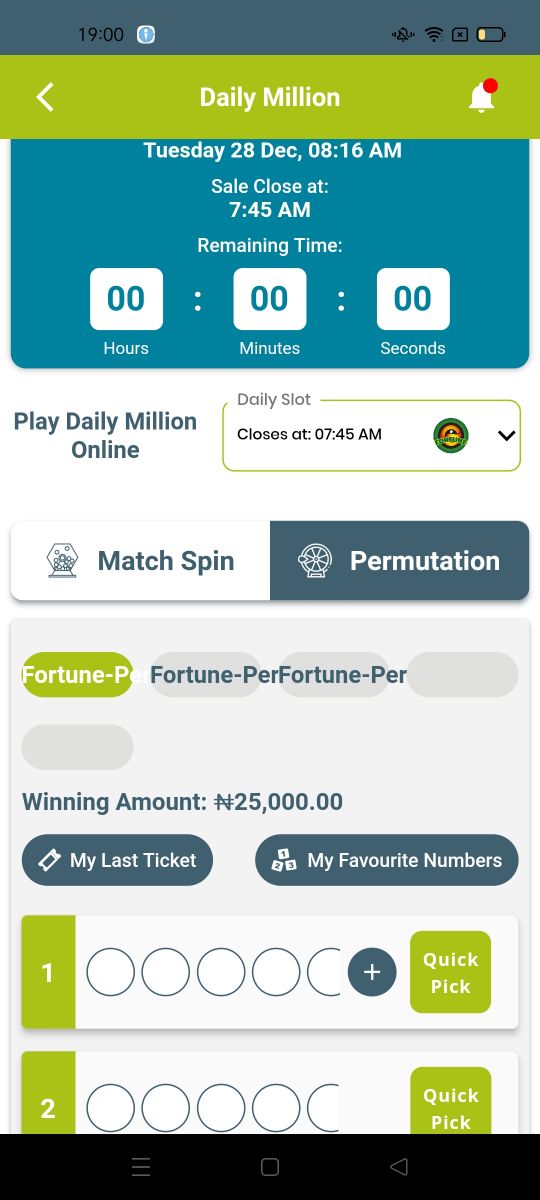 19:00
Daily Million
Tuesday 28 Dec, 08:16 AM
Sale Close at:
7:45 AM
Remaining Time:
00 : 00 : 00
Hours Minutes Seconds
Play Daily Million
Online
Daily Slot
Closes at: 07:45 AM
FORTUNE
Match Spin
Permutation
Fortune-Per Fortune-Per Fortune-Per
Winning Amount: ₦25,000.00
My Last Ticket
My Favourite Numbers
1
+
Quick
Pick
2
Quick
Pick